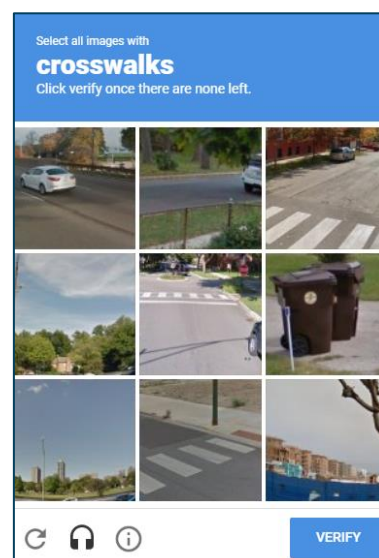 Select all images with
crosswalks
Click verify once there are none left.
VERIFY